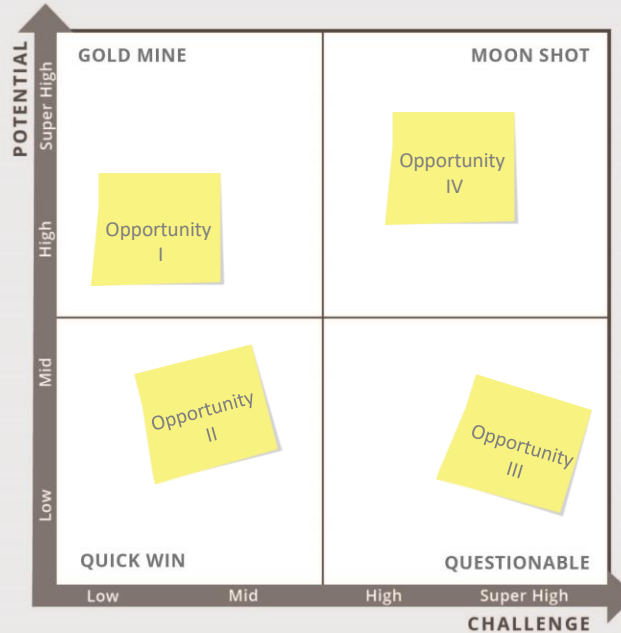 POTENTIAL
Super High
High
Mid
Low
GOLD MINE
MOON SHOT
Opportunity
IV
Opportunity
I
Opportunity
II
Opportunity
III
QUICK WIN
QUESTIONABLE
Low
Mid
High
Super High
CHALLENGE